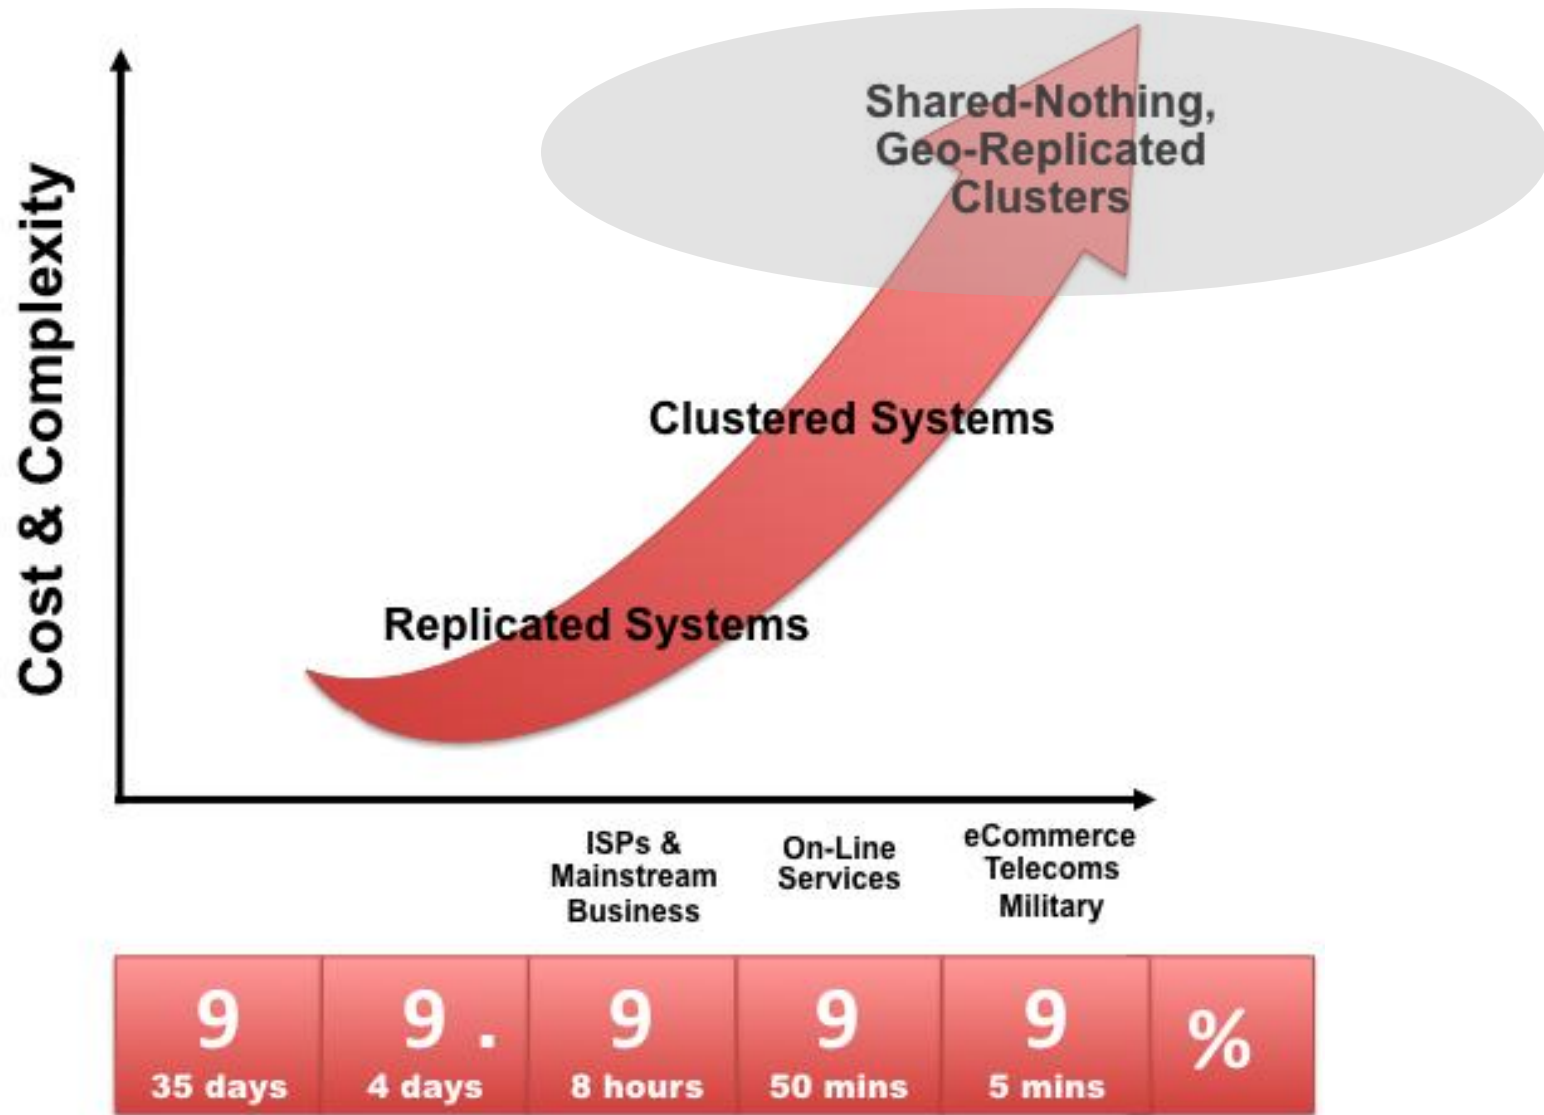 Cost & Complexity
Shared-Nothing,
Geo-Replicated
Clusters
Clustered Systems
Replicated Systems
ISPs &
Mainstream
Business
On-Line
Services
eCommerce
Telecoms
Military
9 9 . 9 9 9 %
35 days 4 days 8 hours 50 mins 5 mins